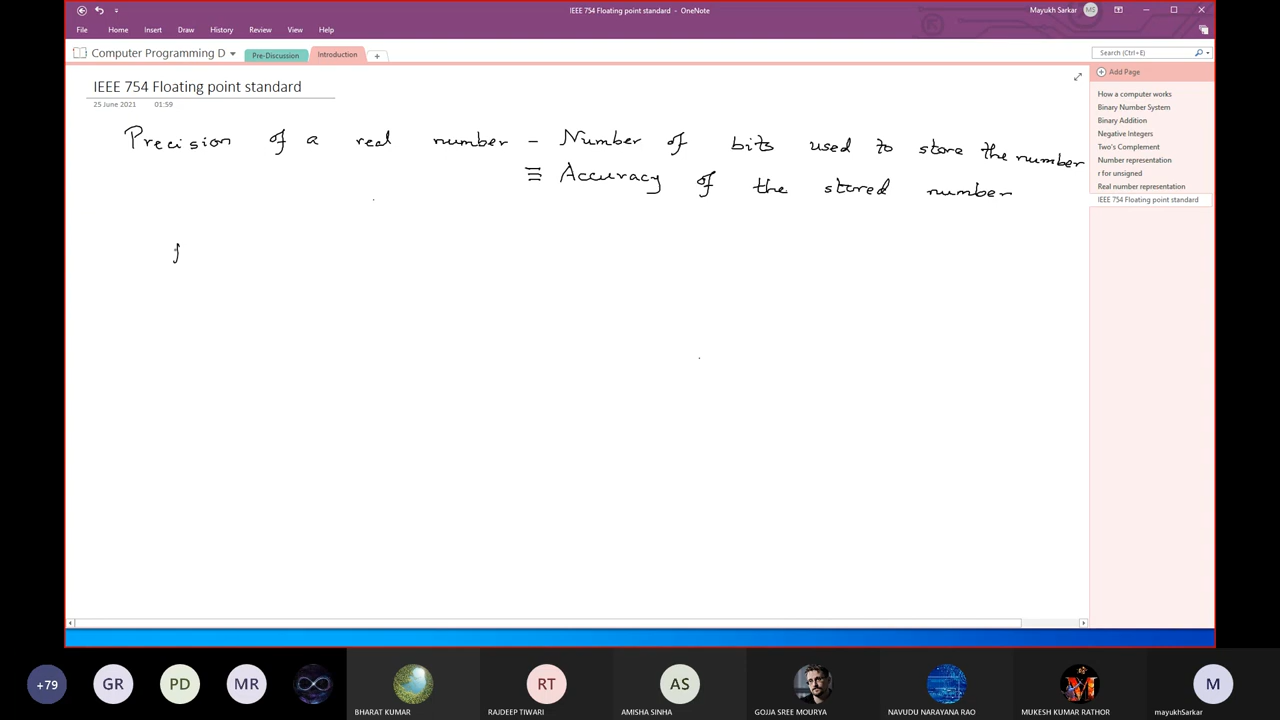 IEEE 754 Floating point standard - OneNote
Mayukh Sarkar
MS
File Home Insert Draw History Review View Help
Computer Programming D
Pre-Discussion
Introduction
Search (Ctrl+E)
IEEE 754 Floating point standard
25 June 2021 01:59
Precision of a real number - Number of bits used to store the number
≡ Accuracy of the stored number
f
Add Page
How a computer works
Binary Number System
Binary Addition
Negative Integers
Two's Complement
Number representation
r for unsigned
Real number representation
IEEE 754 Floating point standard
+79
GR
PD
MR
BHARAT KUMAR
RT
RAJDEEP TIWARI
AS
AMISHA SINHA
GOJJA SREE MOURYA
NAVUDU NARAYANA RAO
MUKESH KUMAR RATHOR
M
mayukhSarkar